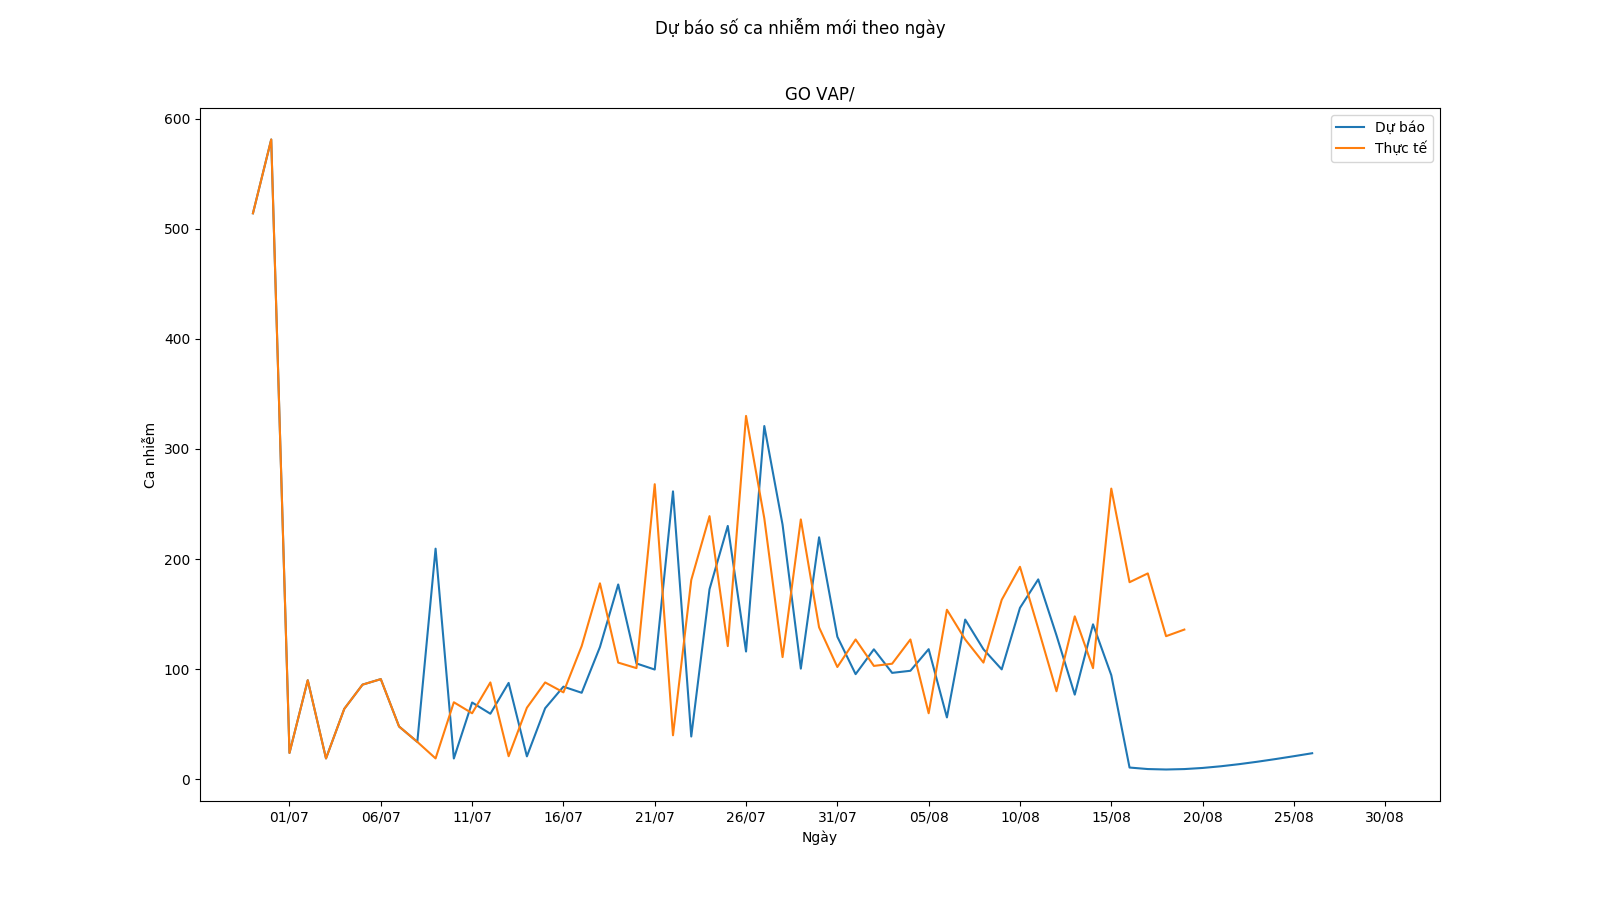 Dự báo số ca nhiễm mới theo ngày
GO VAP/
Dự báo
Thực tế
600
500
400
300
200
100
0
Ca nhiễm
01/07 06/07 11/07 16/07 21/07 26/07 31/07 05/08 10/08 15/08 20/08 25/08 30/08
Ngày